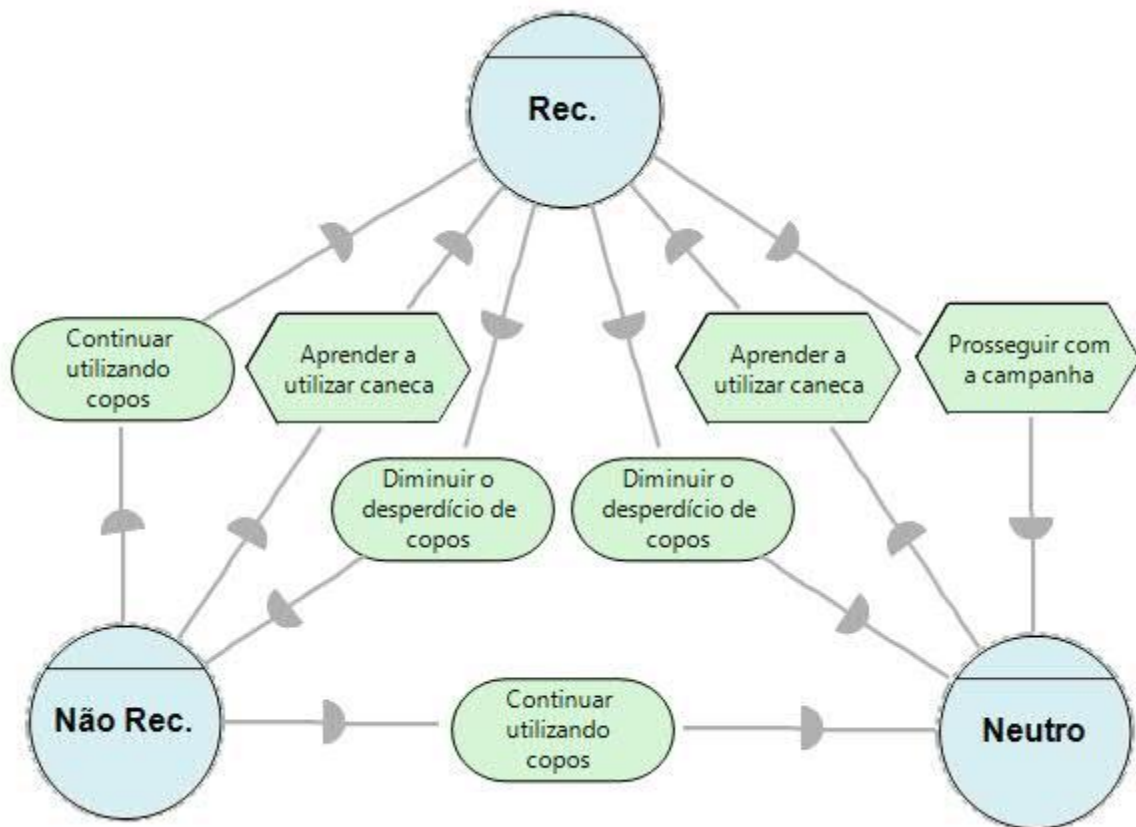 Rec.
Continuar
utilizando
copos
Aprender a
utilizar caneca
Aprender a
utilizar caneca
Prosseguir com
a campanha
Diminuir o
desperdício de
copos
Diminuir o
desperdício de
copos
Não Rec.
Continuar
utilizando
copos
Neutro